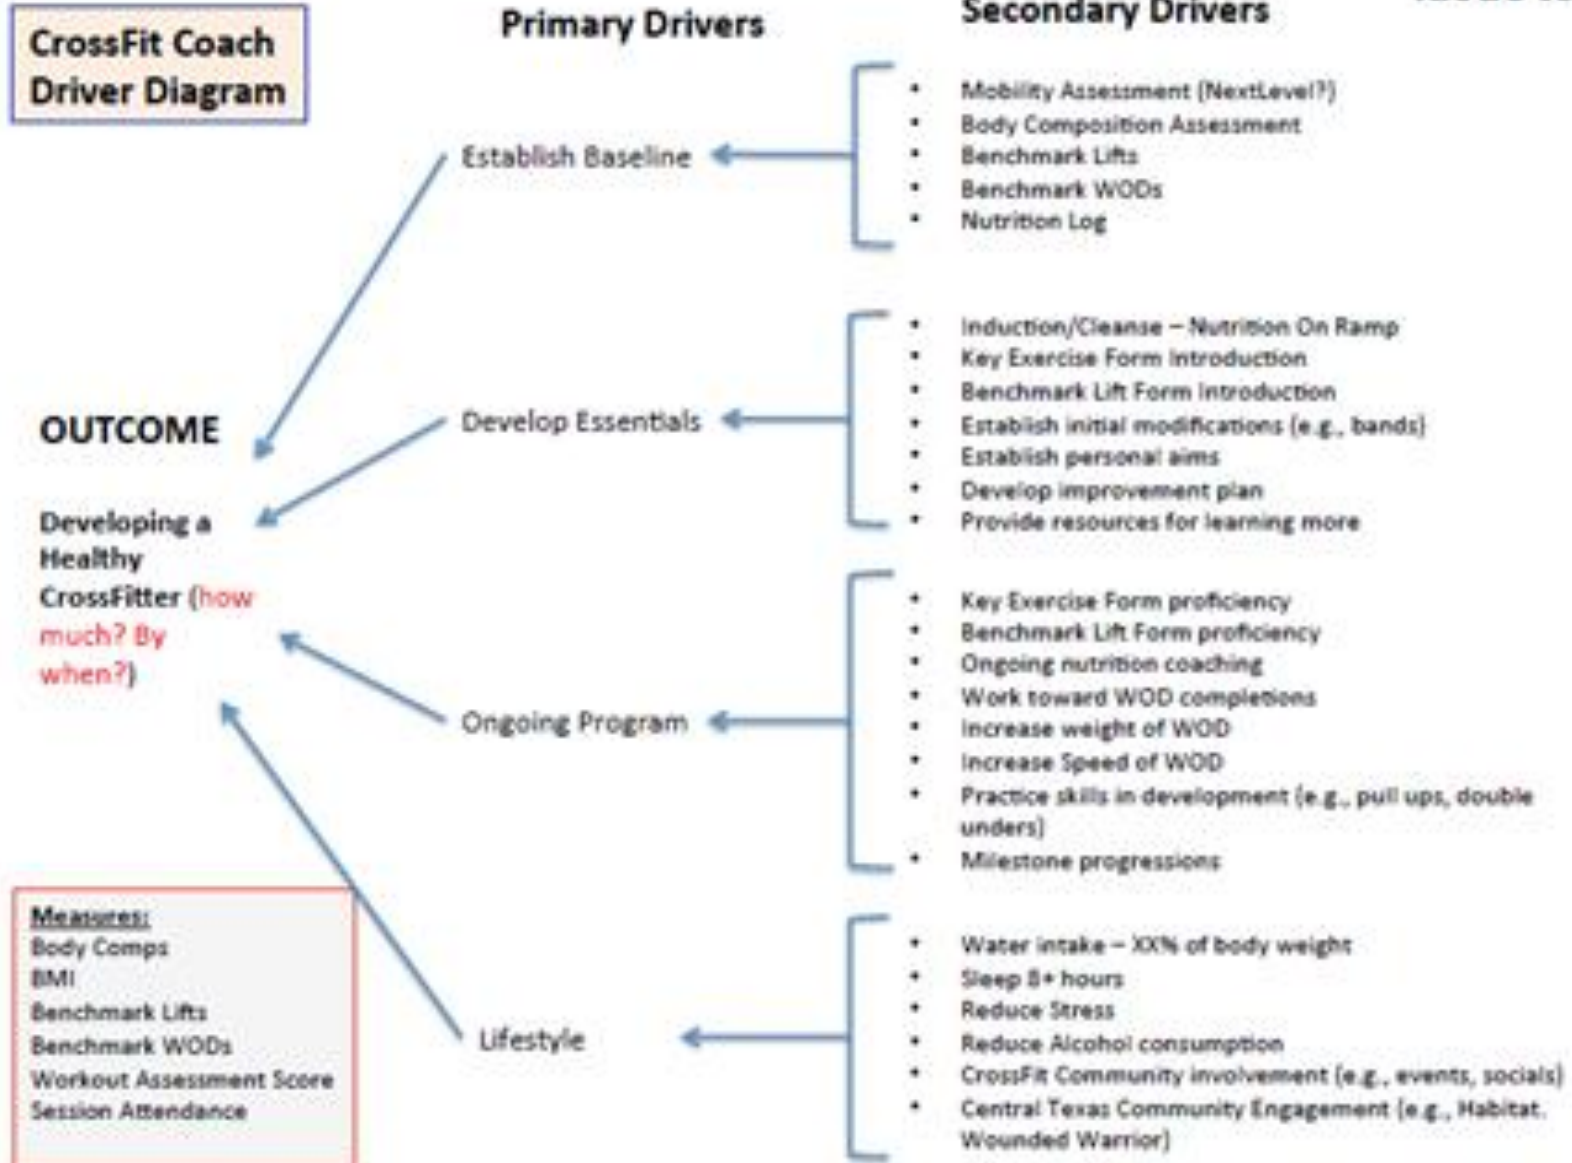 CrossFit Coach
Driver Diagram
Primary Drivers
Secondary Drivers
Establish Baseline
• Mobility Assessment (NextLevel?)
• Body Composition Assessment
• Benchmark Lifts
• Benchmark WODs
• Nutrition Log
Develop Essentials
• Induction/Cleanse – Nutrition On Ramp
• Key Exercise Form Introduction
• Benchmark Lift Form Introduction
• Establish initial modifications (e.g., bands)
• Establish personal aims
• Develop improvement plan
• Provide resources for learning more
OUTCOME
Developing a
Healthy
CrossFitter (how
much? By
when?)
Ongoing Program
• Key Exercise Form proficiency
• Benchmark Lift Form proficiency
• Ongoing nutrition coaching
• Work toward WOD completions
• Increase weight of WOD
• Increase Speed of WOD
• Practice skills in development (e.g., pull ups, double
unders)
• Milestone progressions
Lifestyle
• Water intake – XX% of body weight
• Sleep 8+ hours
• Reduce Stress
• Reduce Alcohol consumption
• CrossFit Community involvement (e.g., events, socials)
• Central Texas Community Engagement (e.g., Habitat.
Wounded Warrior)
Measures:
Body Comps
BMI
Benchmark Lifts
Benchmark WODs
Workout Assessment Score
Session Attendance